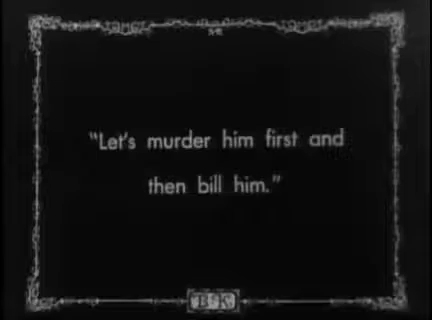 S-R
"Let's murder him first and
then bill him."
B K